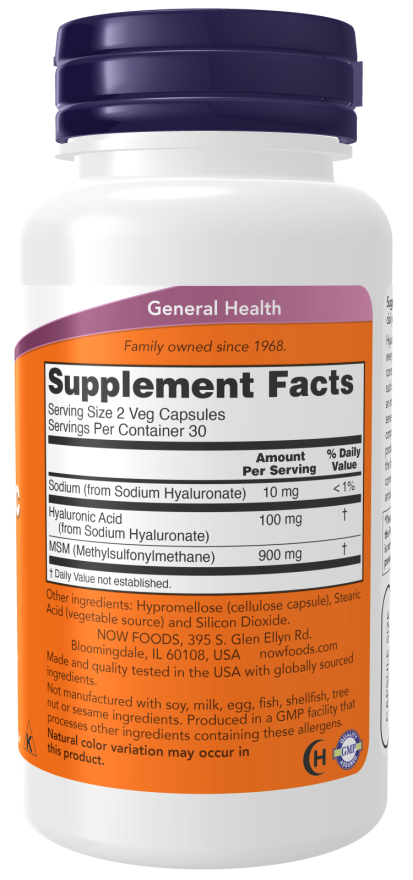 General Health
Family owned since 1968.
Supplement Facts
Serving Size 2 Veg Capsules
Servings Per Container 30
Amount Per Serving % Daily Value
Sodium (from Sodium Hyaluronate) 10 mg <1%
Hyaluronic Acid
(from Sodium Hyaluronate) 100 mg †
MSM (Methylsulfonylmethane) 900 mg †
† Daily Value not established.
Other ingredients: Hypromellose (cellulose capsule), Stearic
Acid (vegetable source) and Silicon Dioxide.
NOW FOODS, 395 S. Glen Ellyn Rd.
Bloomingdale, IL 60108, USA nowfoods.com
Made and quality tested in the USA with globally sourced
ingredients.
Not manufactured with soy, milk, egg, fish, shellfish, tree
nut or sesame ingredients. Produced in a GMP facility that
processes other ingredients containing these allergens.
Natural color variation may occur in
this product.
K
H
QUALITY
GMP
ASSURED
CAPSULE SIZE